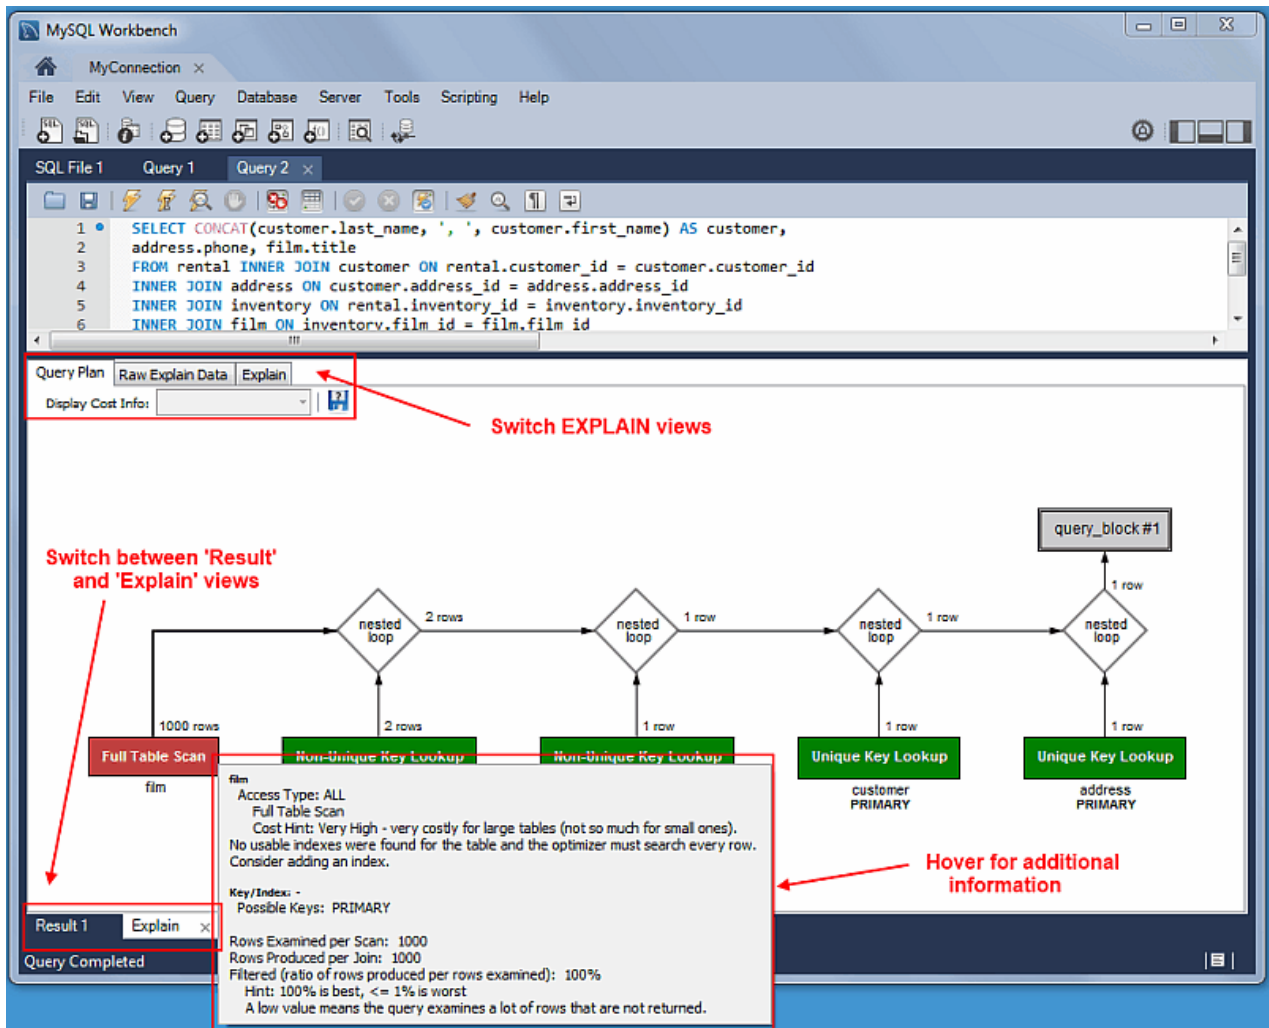 MySQL Workbench
MyConnection
File Edit View Query Database Server Tools Scripting Help
SQL File 1 Query 1 Query 2
1 SELECT CONCAT(customer.last_name, ', ', customer.first_name) AS customer,
2 address.phone, film.title
3 FROM rental INNER JOIN customer ON rental.customer_id = customer.customer_id
4 INNER JOIN address ON customer.address_id = address.address_id
5 INNER JOIN inventory ON rental.inventory_id = inventory.inventory_id
6 INNER JOIN film ON inventory.film_id = film.film_id
Query Plan Raw Explain Data Explain
Display Cost Info:
Switch EXPLAIN views
query_block #1
Switch between 'Result'
and 'Explain' views
1 row
nested
loop
2 rows
nested
loop
1 row
nested
loop
1 row
nested
loop
1000 rows
2 rows
1 row
1 row
1 row
Full Table Scan
Non-Unique Key Lookup
Non-Unique Key Lookup
Unique Key Lookup
Unique Key Lookup
film
customer
PRIMARY
address
PRIMARY
film
Access Type: ALL
Full Table Scan
Cost Hint: Very High - very costly for large tables (not so much for small ones).
No usable indexes were found for the table and the optimizer must search every row.
Consider adding an index.
Key/Index: -
Possible Keys: PRIMARY
Rows Examined per Scan: 1000
Rows Produced per Join: 1000
Filtered (ratio of rows produced per rows examined): 100%
Hint: 100% is best, <= 1% is worst
A low value means the query examines a lot of rows that are not returned.
Hover for additional
information
Result 1 Explain
Query Completed